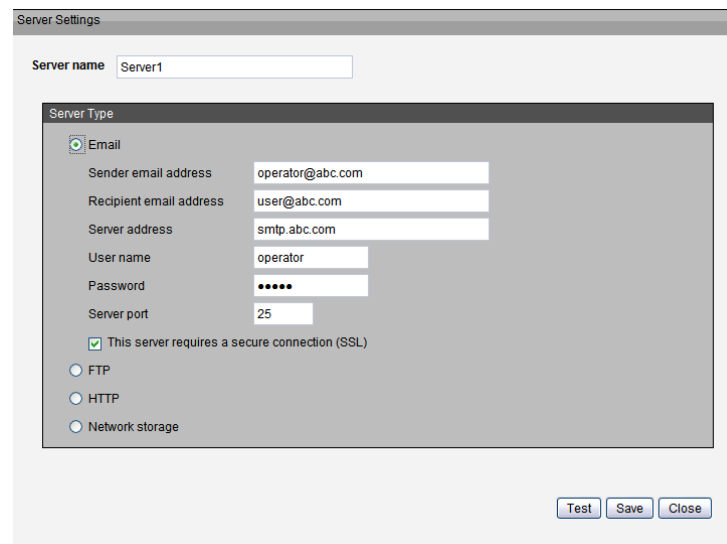 Server Settings
Server name Server1
Server Type
Email
Sender email address operator@abc.com
Recipient email address user@abc.com
Server address smtp.abc.com
User name operator
Password •••••
Server port 25
This server requires a secure connection (SSL)
FTP
HTTP
Network storage
Test Save Close